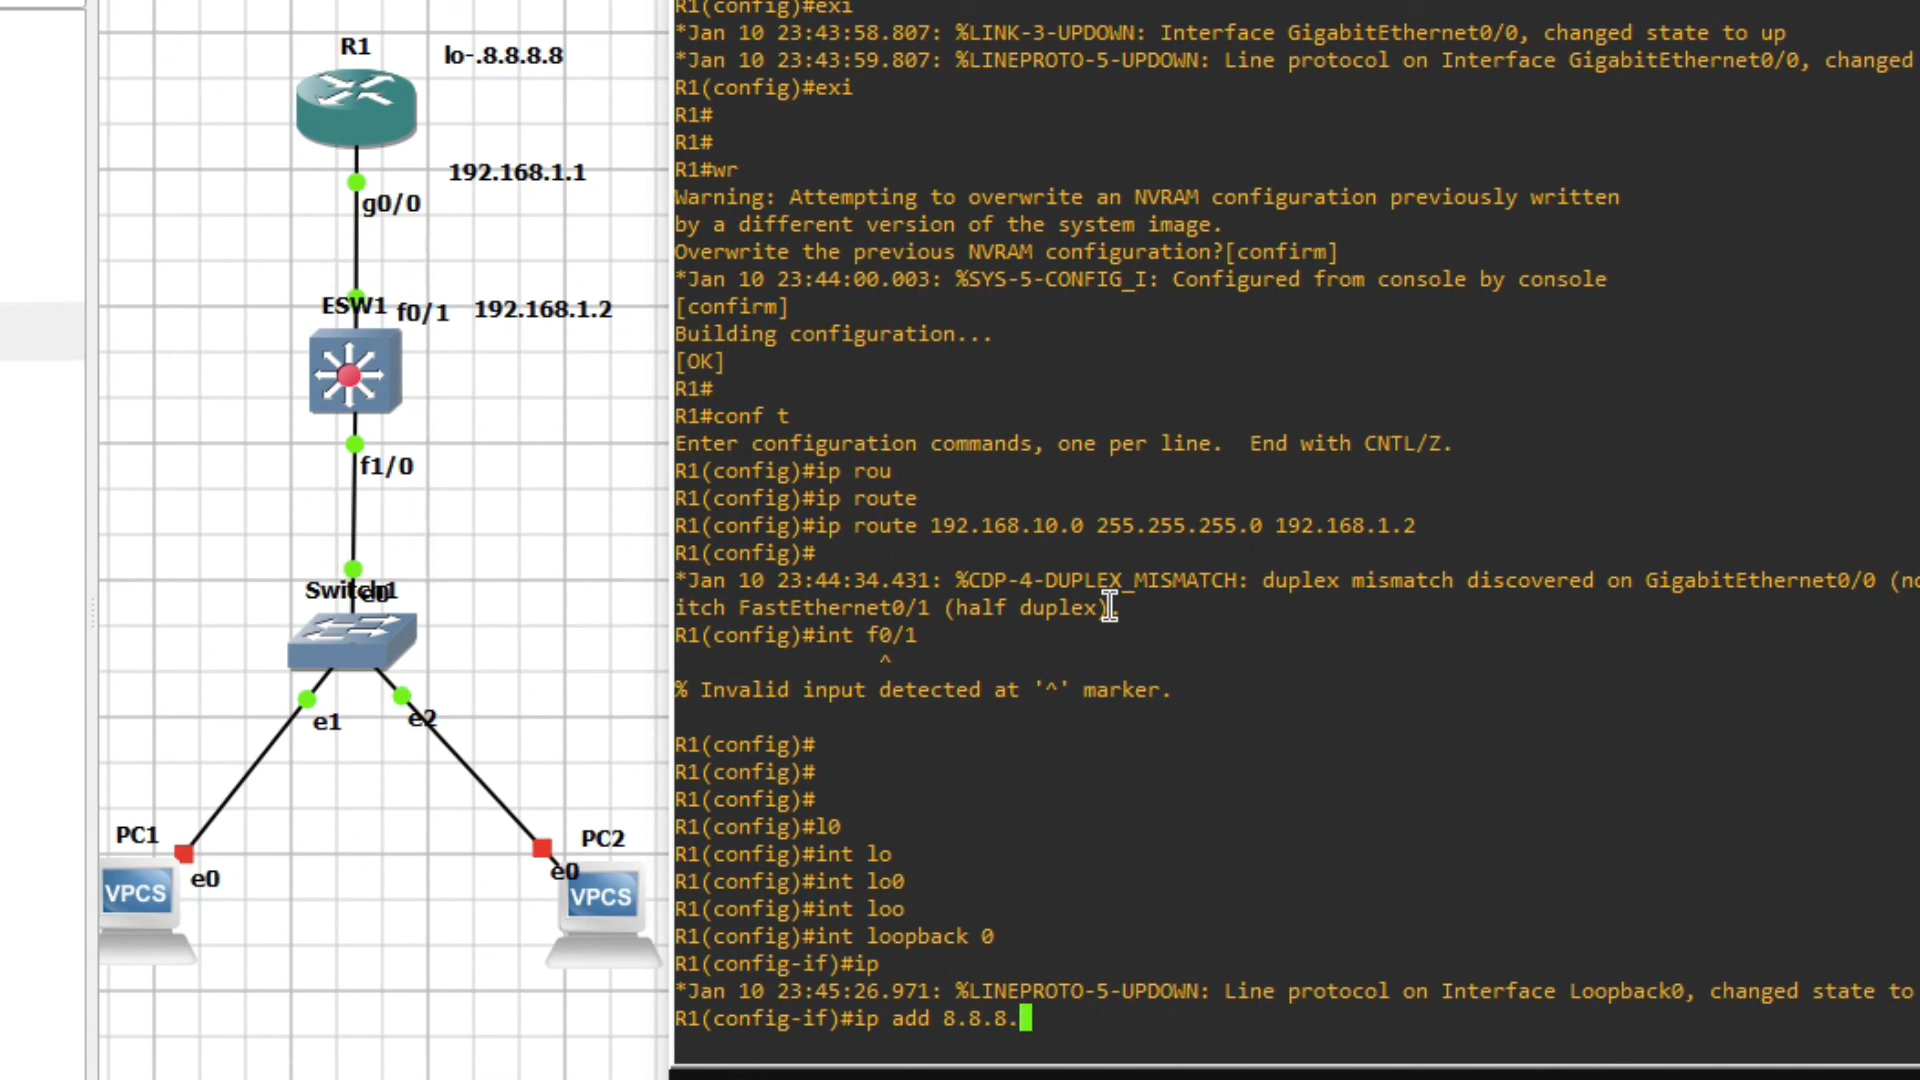 R1
lo-.8.8.8.8
192.168.1.1
g0/0
ESW1
f0/1
192.168.1.2
f1/0
Switch1
e0
e1
e2
PC1
e0
VPCS
PC2
e0
VPCS
R1(config)#exi
*Jan 10 23:43:58.807: %LINK-3-UPDOWN: Interface GigabitEthernet0/0, changed state to up
*Jan 10 23:43:59.807: %LINEPROTO-5-UPDOWN: Line protocol on Interface GigabitEthernet0/0, changed
R1(config)#exi
R1#
R1#
R1#wr
Warning: Attempting to overwrite an NVRAM configuration previously written
by a different version of the system image.
Overwrite the previous NVRAM configuration?[confirm]
*Jan 10 23:44:00.003: %SYS-5-CONFIG_I: Configured from console by console
[confirm]
Building configuration...
[OK]
R1#
R1#conf t
Enter configuration commands, one per line.  End with CNTL/Z.
R1(config)#ip rou
R1(config)#ip route
R1(config)#ip route 192.168.10.0 255.255.255.0 192.168.1.2
R1(config)#
*Jan 10 23:44:34.431: %CDP-4-DUPLEX_MISMATCH: duplex mismatch discovered on GigabitEthernet0/0 (no
itch FastEthernet0/1 (half duplex).
R1(config)#int f0/1
^
% Invalid input detected at '^' marker.
R1(config)#
R1(config)#
R1(config)#
R1(config)#l0
R1(config)#int lo
R1(config)#int lo0
R1(config)#int loo
R1(config)#int loopback 0
R1(config-if)#ip
*Jan 10 23:45:26.971: %LINEPROTO-5-UPDOWN: Line protocol on Interface Loopback0, changed state to
R1(config-if)#ip add 8.8.8.